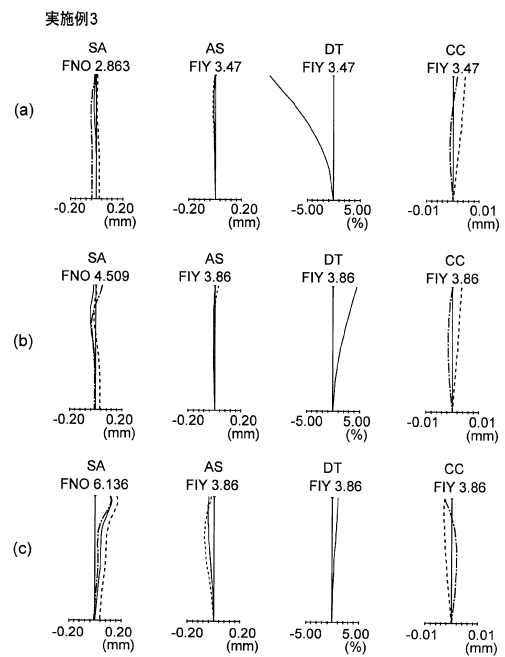 実施例3
SA AS DT CC
FNO 2.863 FIY 3.47 FIY 3.47 FIY 3.47
(a)
-0.20 0.20 -0.20 0.20 -5.00 5.00 -0.01 0.01
(mm) (mm) (%) (mm)
SA AS DT CC
FNO 4.509 FIY 3.86 FIY 3.86 FIY 3.86
(b)
-0.20 0.20 -0.20 0.20 -5.00 5.00 -0.01 0.01
(mm) (mm) (%) (mm)
SA AS DT CC
FNO 6.136 FIY 3.86 FIY 3.86 FIY 3.86
(c)
-0.20 0.20 -0.20 0.20 -5.00 5.00 -0.01 0.01
(mm) (mm) (%) (mm)